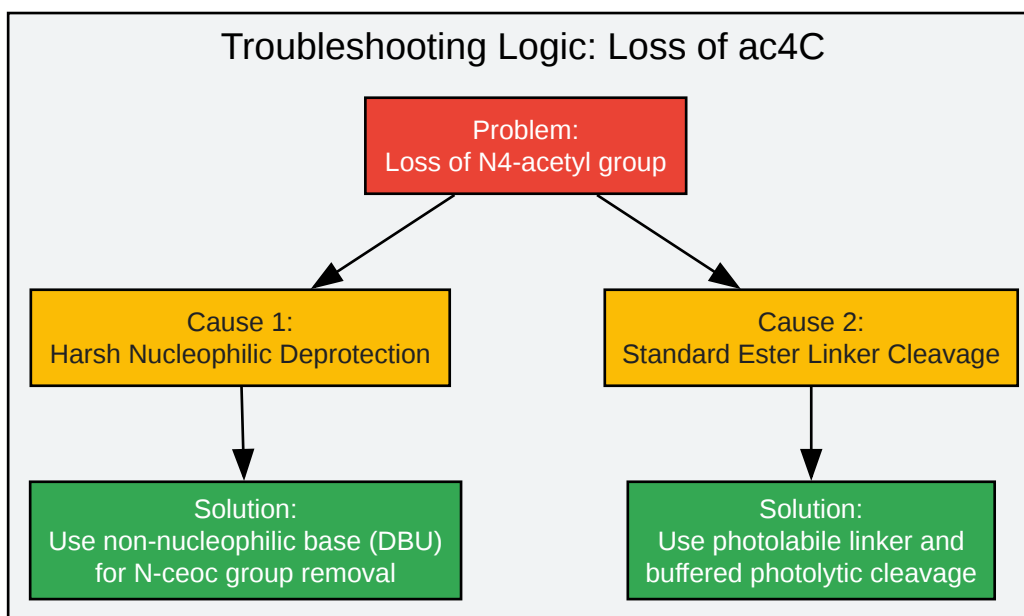 Troubleshooting Logic: Loss of ac4C
Problem:
Loss of N4-acetyl group
Cause 1:
Harsh Nucleophilic Deprotection
Cause 2:
Standard Ester Linker Cleavage
Solution:
Use non-nucleophilic base (DBU)
for N-ceoc group removal
Solution:
Use photolabile linker and
buffered photolytic cleavage